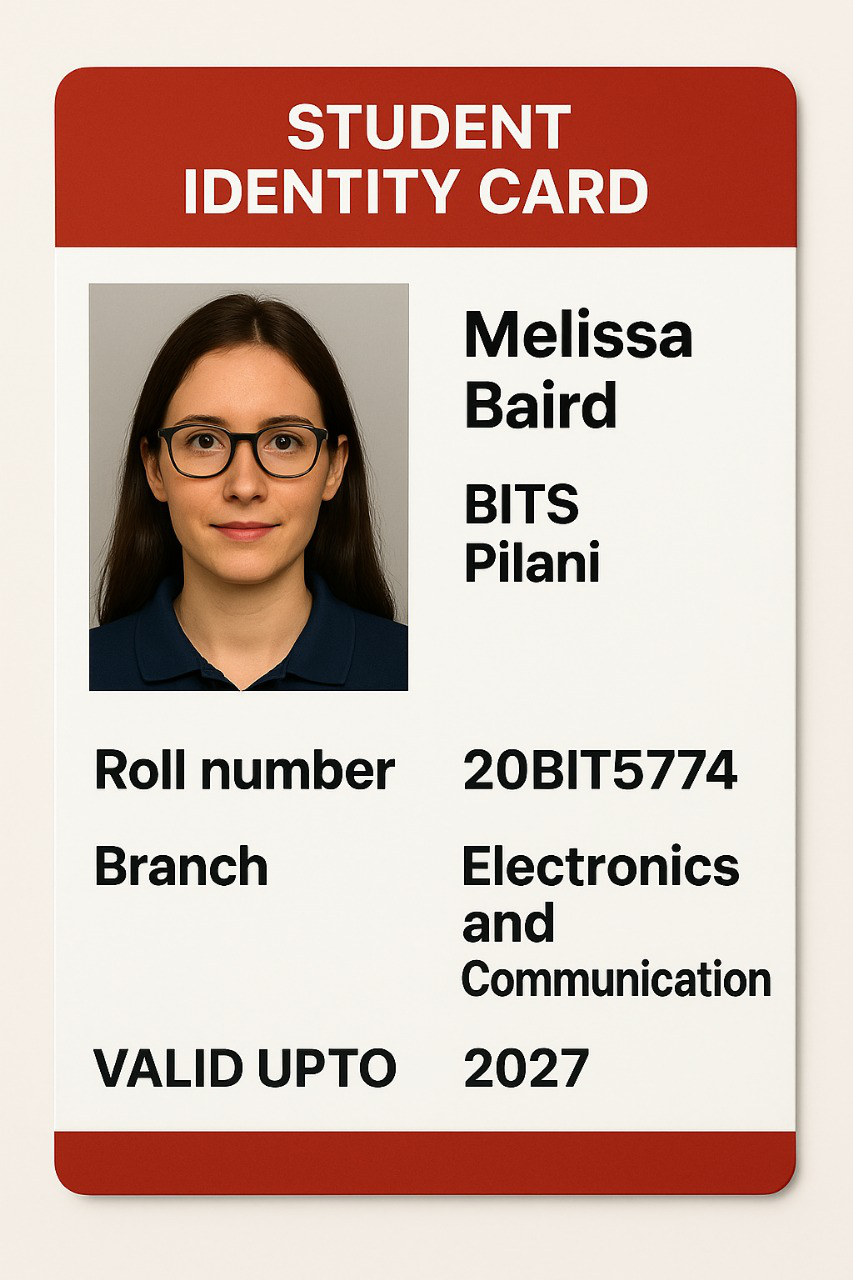 STUDENT
IDENTITY CARD
Melissa
Baird
BITS
Pilani
Roll number 20BIT5774
Branch Electronics
and
Communication
VALID UPTO 2027